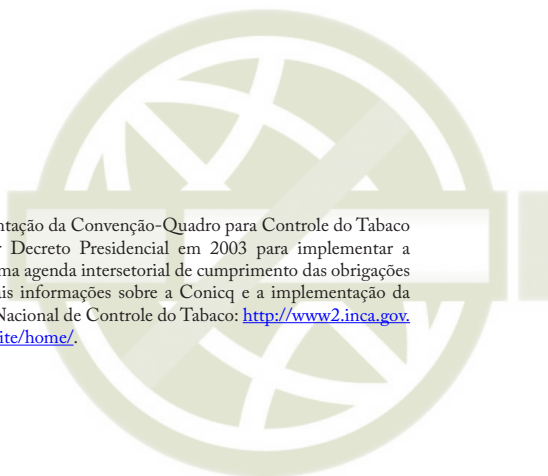 ntação da Convenção-Quadro para Controle do Tabaco
Decreto Presidencial em 2003 para implementar a
ma agenda intersetorial de cumprimento das obrigações
is informações sobre a Conicq e a implementação da
Nacional de Controle do Tabaco: http://www2.inca.gov.
ite/home/.